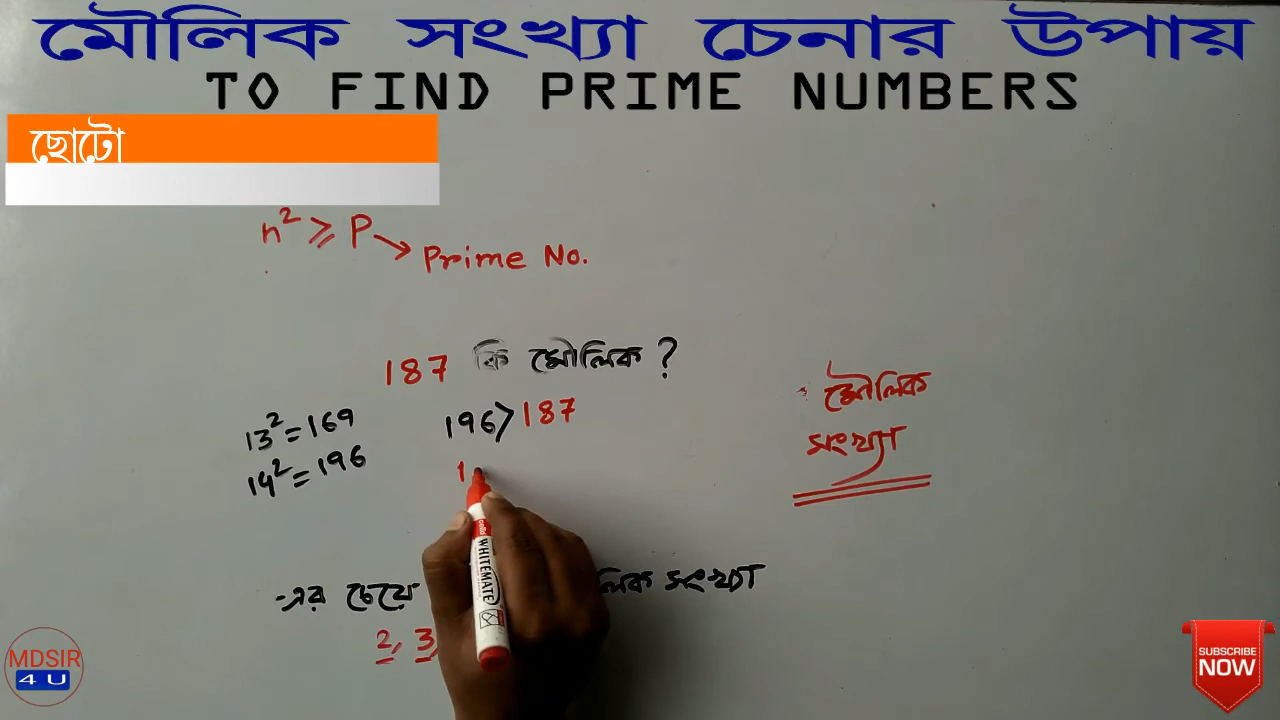 মৌলিক সংখ্যা চেনার উপায়
TO FIND PRIME NUMBERS
ছোটো
n² ⩾ P → Prime No.
187 কি মৌলিক ?
13² = 169
14² = 196
196 > 187
1
মৌলিক
সংখ্যা
-এর চেয়ে
লিক সংখ্যা
2, 3,
WHITEMATE
MDSIR
4 U
SUBSCRIBE
NOW